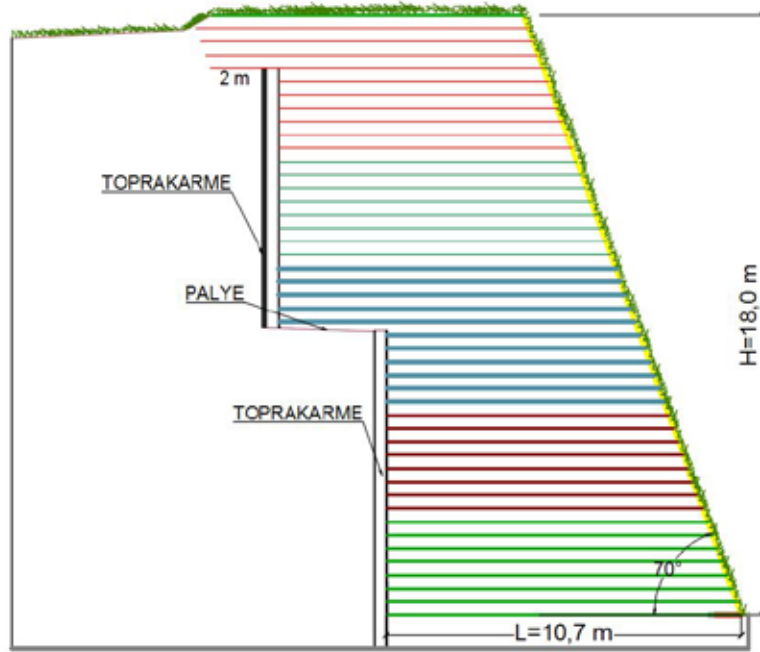 2 m
TOPRAKARME
PALYE
H=18,0 m
TOPRAKARME
70°
L=10,7 m